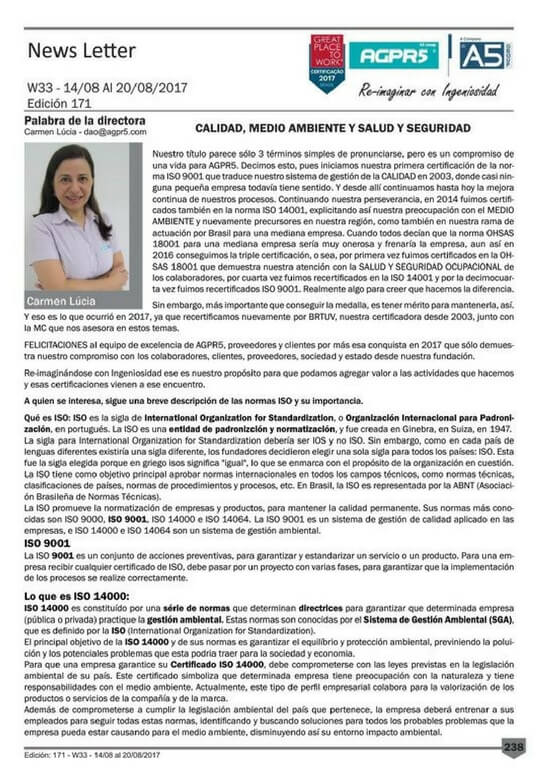 News Letter
W33 - 14/08 Al 20/08/2017
Edición 171
GREAT
PLACE
TO
WORK®
CERTIFICAÇÃO
2017
BRASIL
AGPR5
A Company
A5
GROUP
Re-imaginar con Ingeniosidad
Palabra de la directora
Carmen Lúcia - dao@agpr5.com
Carmen Lúcia
CALIDAD, MEDIO AMBIENTE Y SALUD Y SEGURIDAD
Nuestro título parece sólo 3 términos simples de pronunciarse, pero es un compromiso de
una vida para AGPR5. Decimos esto, pues iniciamos nuestra primera certificación de la nor-
ma ISO 9001 que traduce nuestro sistema de gestión de la CALIDAD en 2003, donde casi nin-
guna pequeña empresa todavía tiene sentido. Y desde allí continuamos hasta hoy la mejora
continua de nuestros procesos. Continuando nuestra perseverancia, en 2014 fuimos certifi-
cados también en la norma ISO 14001, explicitando así nuestra preocupación con el MEDIO
AMBIENTE y nuevamente precursores en nuestra región, como también en nuestra rama de
actuación por Brasil para una mediana empresa. Cuando todos decían que la norma OHSAS
18001 para una mediana empresa sería muy onerosa y frenaría la empresa, aun así en
2016 conseguimos la triple certificación, o sea, por primera vez fuimos certificados en la OH-
SAS 18001 que demuestra nuestra atención con la SALUD Y SEGURIDAD OCUPACIONAL de
los colaboradores, por cuarta vez fuimos recertificados en la ISO 14001 y por la decimocuar-
ta vez fuimos recertificados ISO 9001. Realmente algo para creer que hacemos la diferencia.
Sin embargo, más importante que conseguir la medalla, es tener mérito para mantenerla, así.
Y eso es lo que ocurrió en 2017, ya que recertificamos nuevamente por BRTUV, nuestra certificadora desde 2003, junto con
la MC que nos asesora en estos temas.
FELICITACIONES al equipo de excelencia de AGPR5, proveedores y clientes por más esa conquista en 2017 que sólo demues-
tra nuestro compromiso con los colaboradores, clientes, proveedores, sociedad y estado desde nuestra fundación.
Re-imaginándose con Ingeniosidad ese es nuestro propósito para que podamos agregar valor a las actividades que hacemos
y esas certificaciones vienen a ese encuentro.
A quien se interesa, sigue una breve descripción de las normas ISO y su importancia.
Qué es ISO: ISO es la sigla de International Organization for Standardization, o Organización Internacional para Padroni-
zación, en portugués. La ISO es una entidad de padronización y normatización, y fue creada en Ginebra, en Suiza, en 1947.
La sigla para International Organization for Standardization debería ser IOS y no ISO. Sin embargo, como en cada país de
lenguas diferentes existiría una sigla diferente, los fundadores decidieron elegir una sola sigla para todos los países: ISO. Esta
fue la sigla elegida porque en griego isos significa "igual", lo que se enmarca con el propósito de la organización en cuestión.
La ISO tiene como objetivo principal aprobar normas internacionales en todos los campos técnicos, como normas técnicas,
clasificaciones de países, normas de procedimientos y procesos, etc. En Brasil, la ISO es representada por la ABNT (Asociaci-
ón Brasileña de Normas Técnicas).
La ISO promueve la normatización de empresas y productos, para mantener la calidad permanente. Sus normas más cono-
cidas son ISO 9000, ISO 9001, ISO 14000 e ISO 14064. La ISO 9001 es un sistema de gestión de calidad aplicado en las
empresas, e ISO 14000 e ISO 14064 son un sistema de gestión ambiental.
ISO 9001
La ISO 9001 es un conjunto de acciones preventivas, para garantizar y estandarizar un servicio o un producto. Para una em-
presa recibir cualquier certificado de ISO, debe pasar por un proyecto con varias fases, para garantizar que la implementación
de los procesos se realize correctamente.
Lo que es ISO 14000:
ISO 14000 es constituído por una série de normas que determinan directrices para garantizar que determinada empresa
(pública o privada) practique la gestión ambiental. Estas normas son conocidas por el Sistema de Gestión Ambiental (SGA),
que es definido por la ISO (International Organization for Standardization).
El principal objetivo de la ISO 14000 y de sus normas es garantizar el equilibrio y protección ambiental, previniendo la polui-
ción y los potenciales problemas que esta podría traer para la sociedad y economía.
Para que una empresa garantice su Certificado ISO 14000, debe comprometerse con las leyes previstas en la legislación
ambiental de su país. Este certificado simboliza que determinada empresa tiene preocupación con la naturaleza y tiene
responsabilidades con el medio ambiente. Actualmente, este tipo de perfil empresarial colabora para la valorización de los
productos o servicios de la compañía y de la marca.
Además de comprometerse a cumplir la legislación ambiental del país que pertenece, la empresa deberá entrenar a sus
empleados para seguir todas estas normas, identificando y buscando soluciones para todos los probables problemas que la
empresa pueda estar causando para el medio ambiente, disminuyendo así su entorno impacto ambiental.
238
Edición: 171 - W33 - 14/08 al 20/08/2017